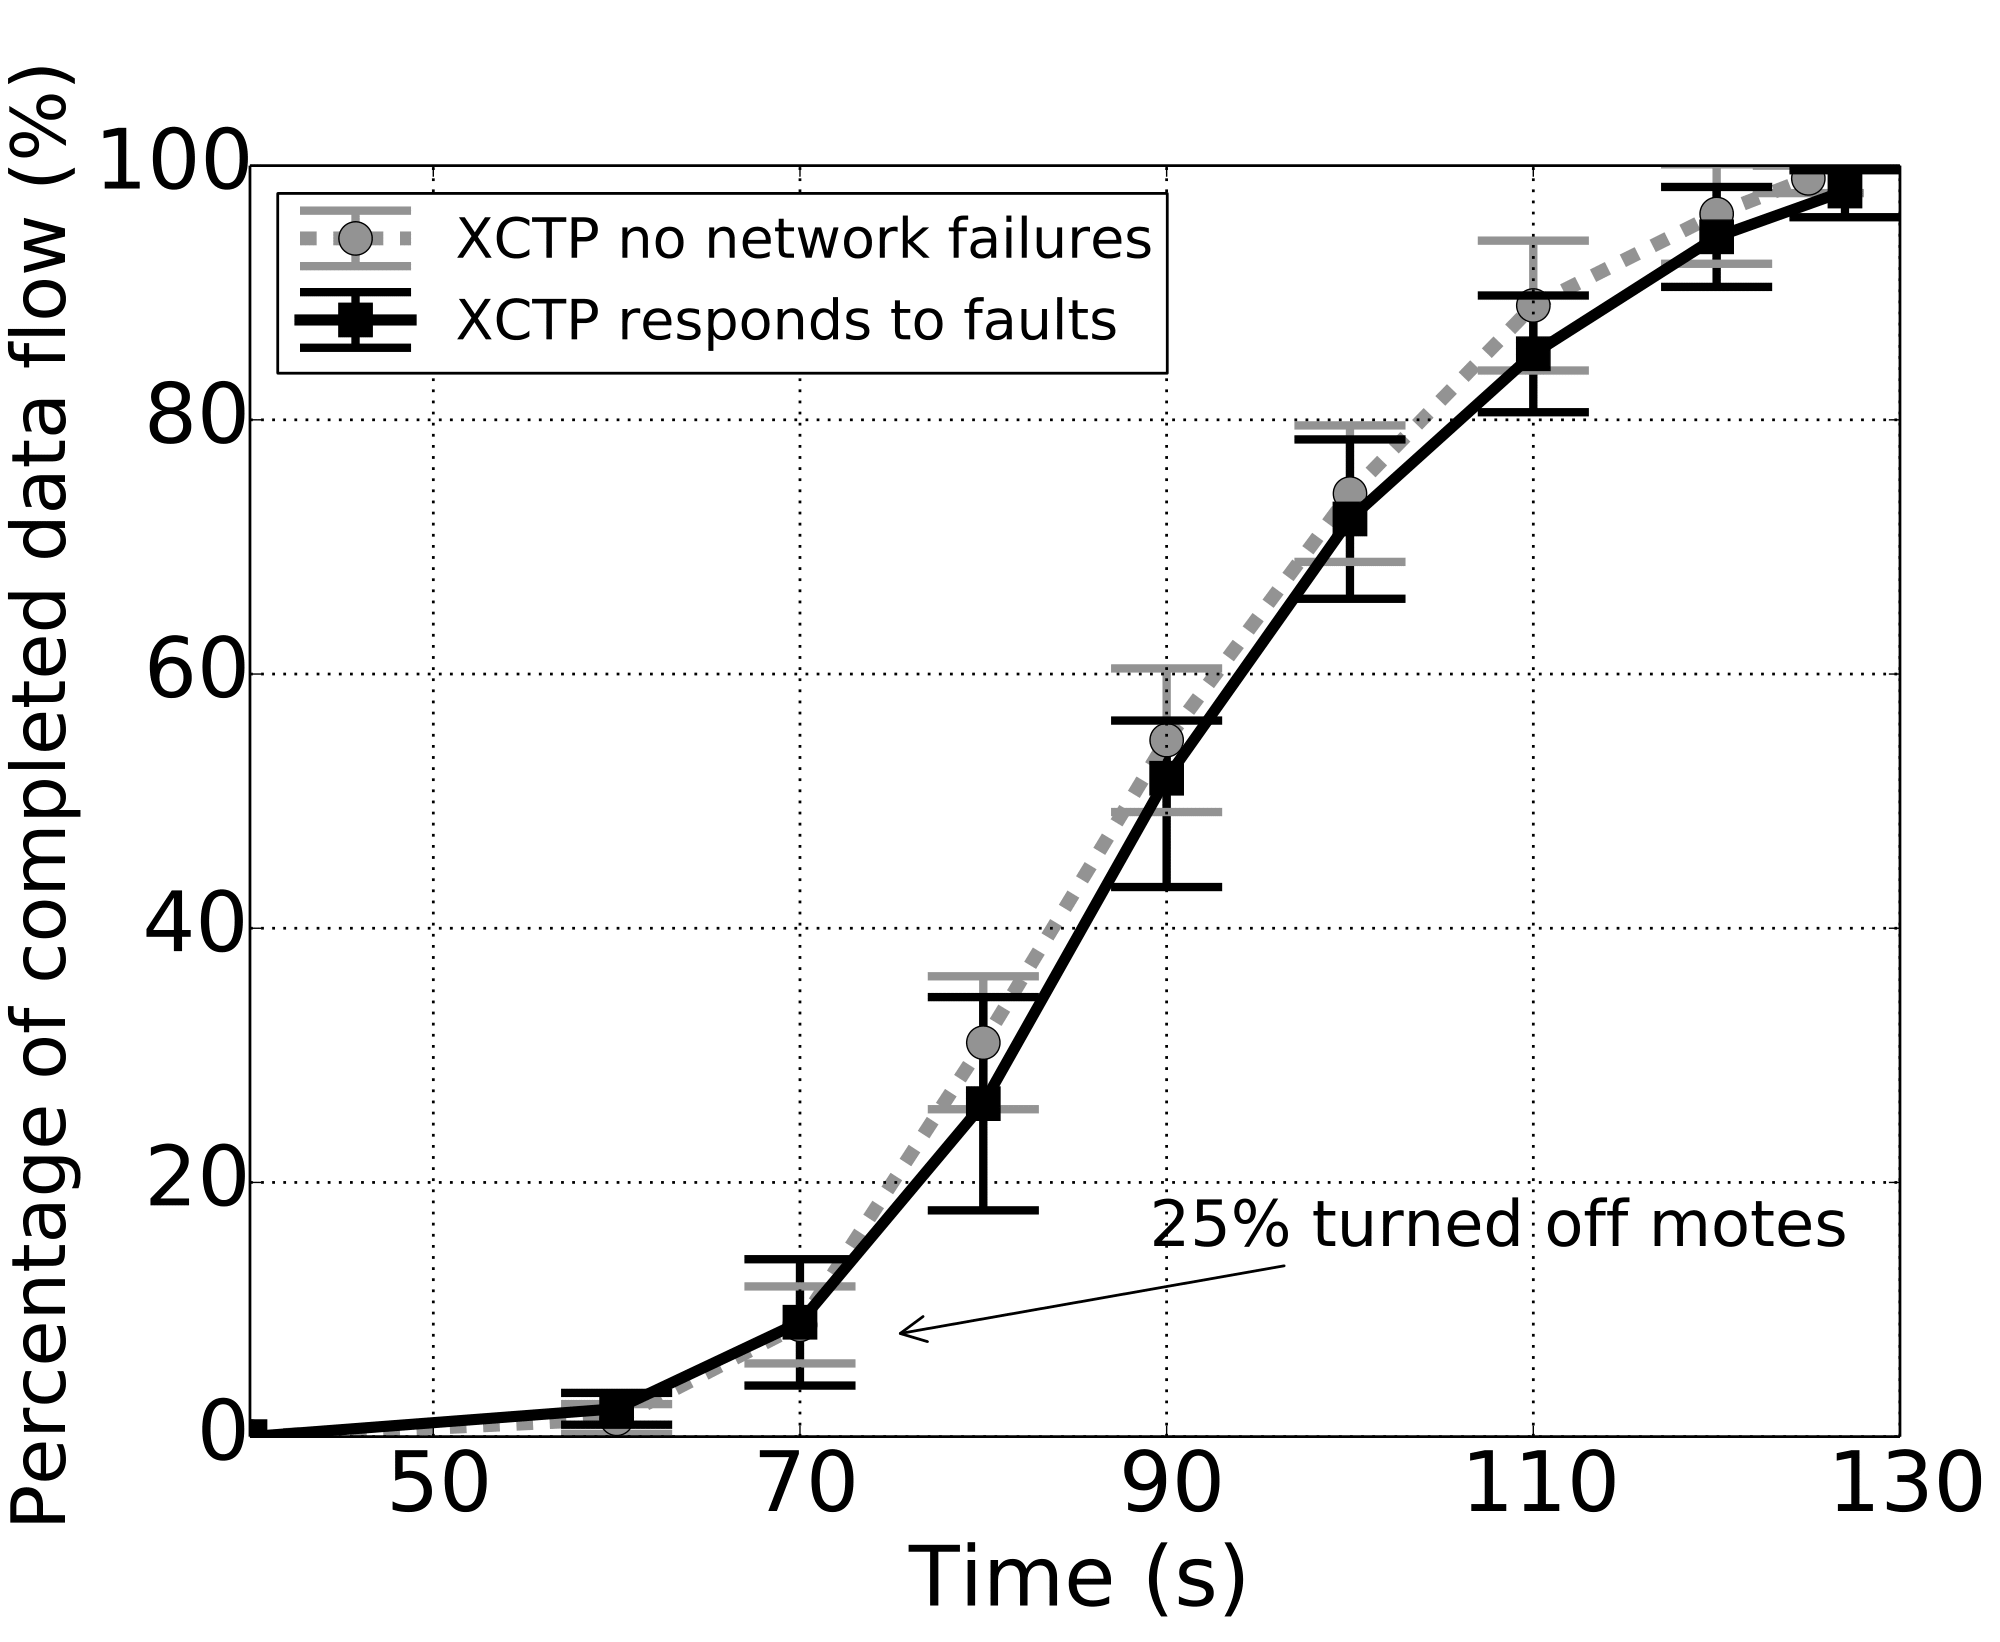 Percentage of completed data flow (%)
100
80
60
40
20
0
XCTP no network failures
XCTP responds to faults
25% turned off motes
50 70 90 110 130
Time (s)